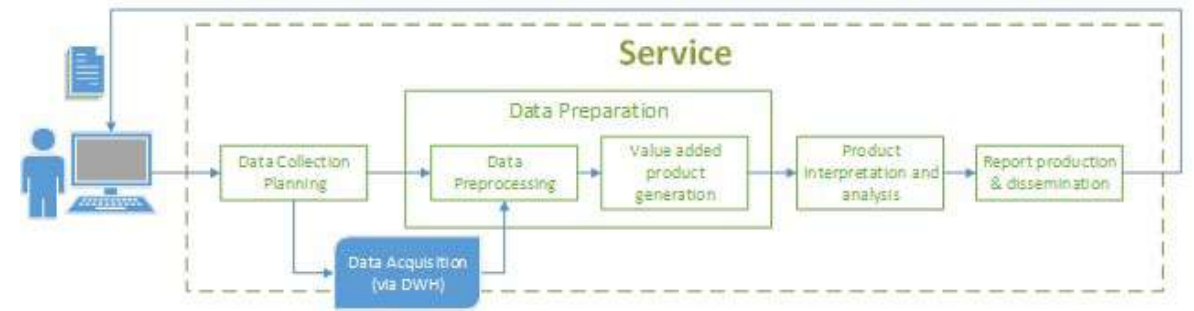 Service
Data Preparation
Data Collection
Planning
Data
Preprocessing
Value added
product
generation
Product
interpretation and
analysis
Report production
& dissemination
Data Acquisition
(via DWH)